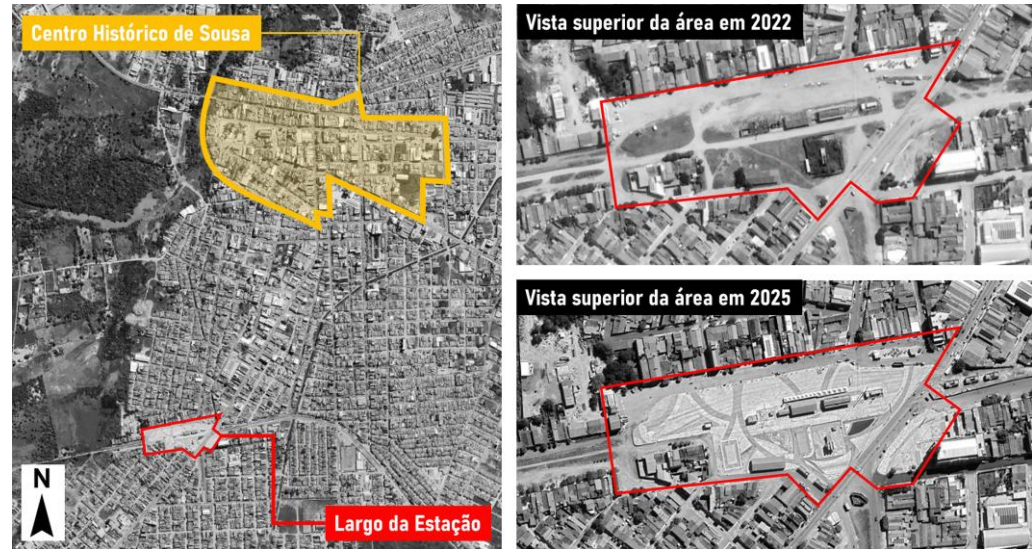 Centro Histórico de Sousa
N
Largo da Estação
Vista superior da área em 2022
Vista superior da área em 2025